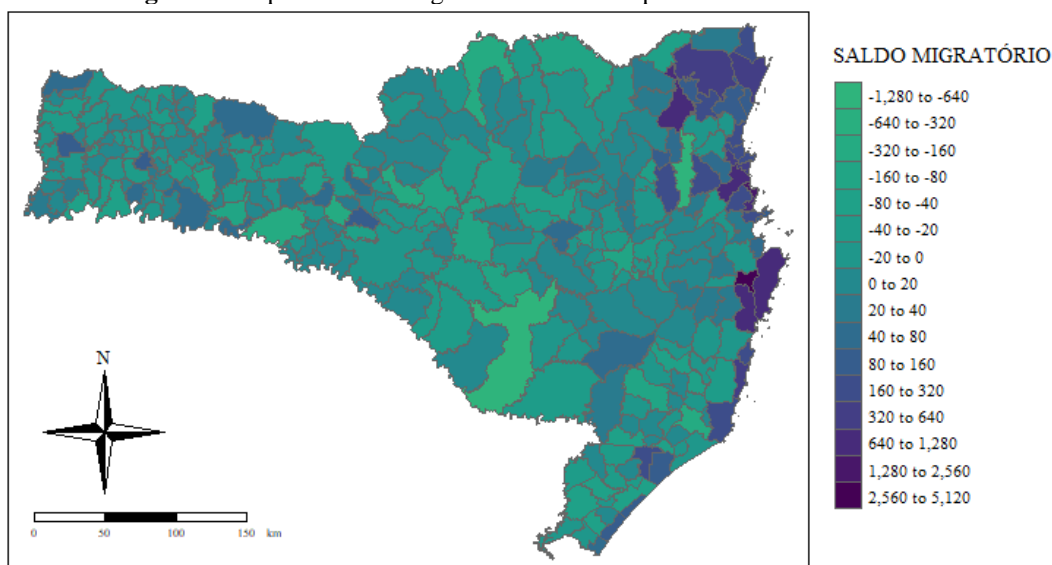 SALDO MIGRATÓRIO
-1,280 to -640
-640 to -320
-320 to -160
-160 to -80
-80 to -40
-40 to -20
-20 to 0
0 to 20
20 to 40
40 to 80
80 to 160
160 to 320
320 to 640
640 to 1,280
1,280 to 2,560
2,560 to 5,120
N
0 50 100 150 km